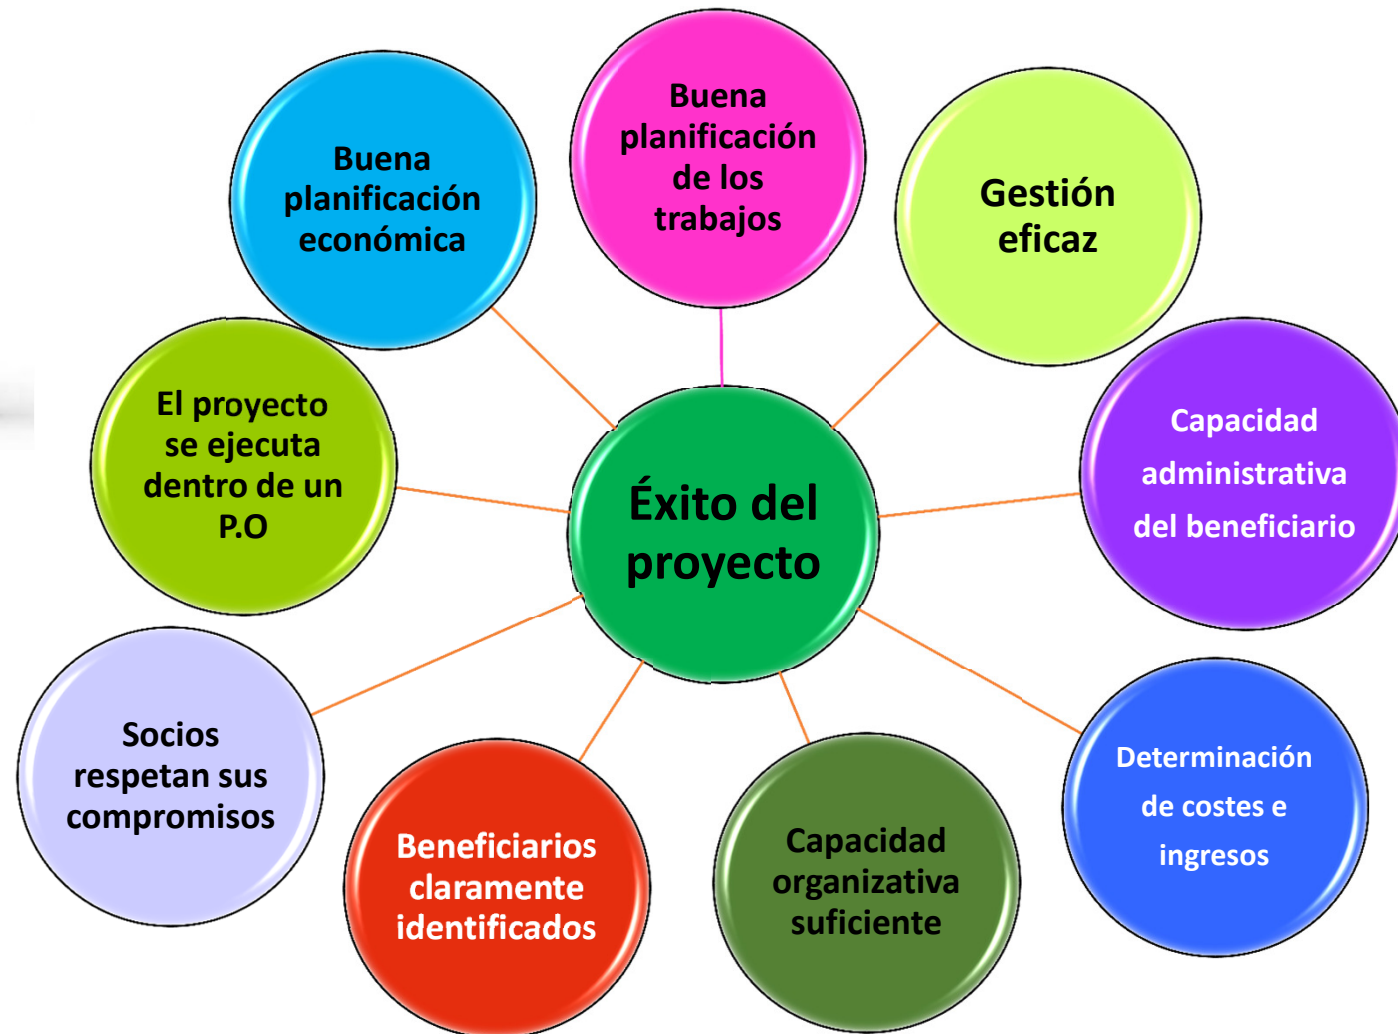 Buena
planificación
de los
trabajos
Buena
planificación
económica
Gestión
eficaz
El proyecto
se ejecuta
dentro de un
P.O
Capacidad
administrativa
del beneficiario
Éxito del
proyecto
Socios
respetan sus
compromisos
Determinación
de costes e
ingresos
Beneficiarios
claramente
identificados
Capacidad
organizativa
suficiente